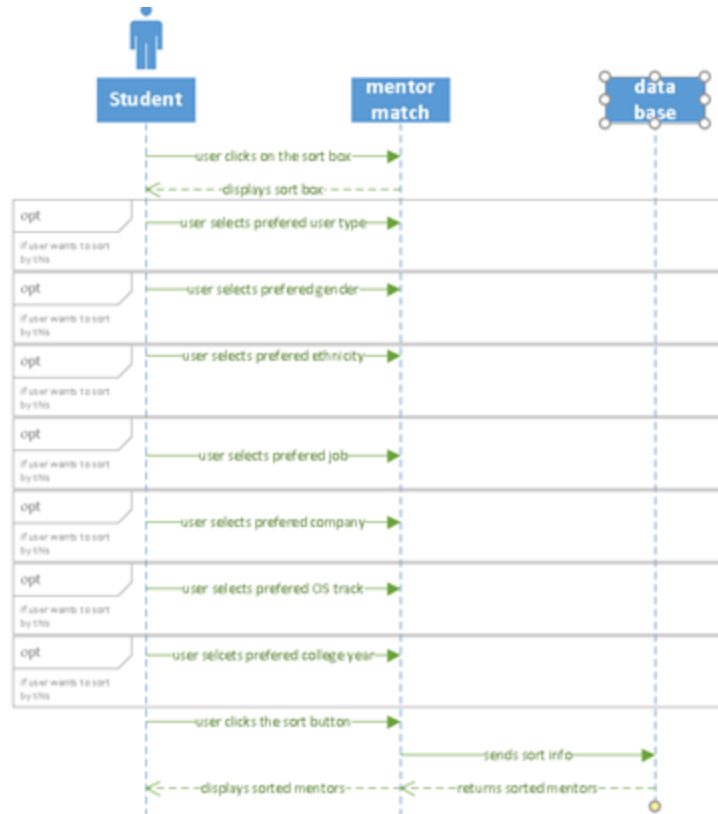 Student
mentor
match
data
base
user clicks on the sort box
displays sort box
opt
if user wants to sort
by this
user selects prefered user type
opt
if user wants to sort
by this
user selects prefered gender
opt
if user wants to sort
by this
user selects prefered ethnicity
opt
if user wants to sort
by this
user selects prefered job
opt
if user wants to sort
by this
user selects prefered company
opt
if user wants to sort
by this
user selects prefered CIS track
opt
if user wants to sort
by this
user selcets prefered college year
user clicks the sort button
sends sort info
displays sorted mentors
returns sorted mentors